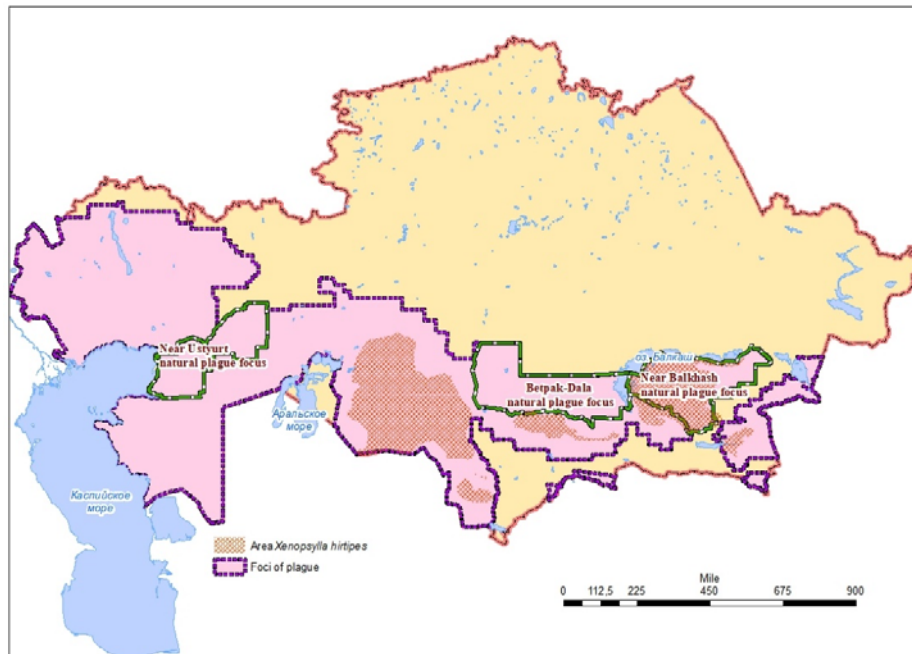 Near Ustyurt
natural plague focus
оз. Балкаш
Betpak-Dala
natural plague focus
Near Balkhash
natural plague focus
Аральское
море
Каспийское
море
Area Xenopsylla hirtipes
Foci of plague
Mile
0 112,5 225 450 675 900